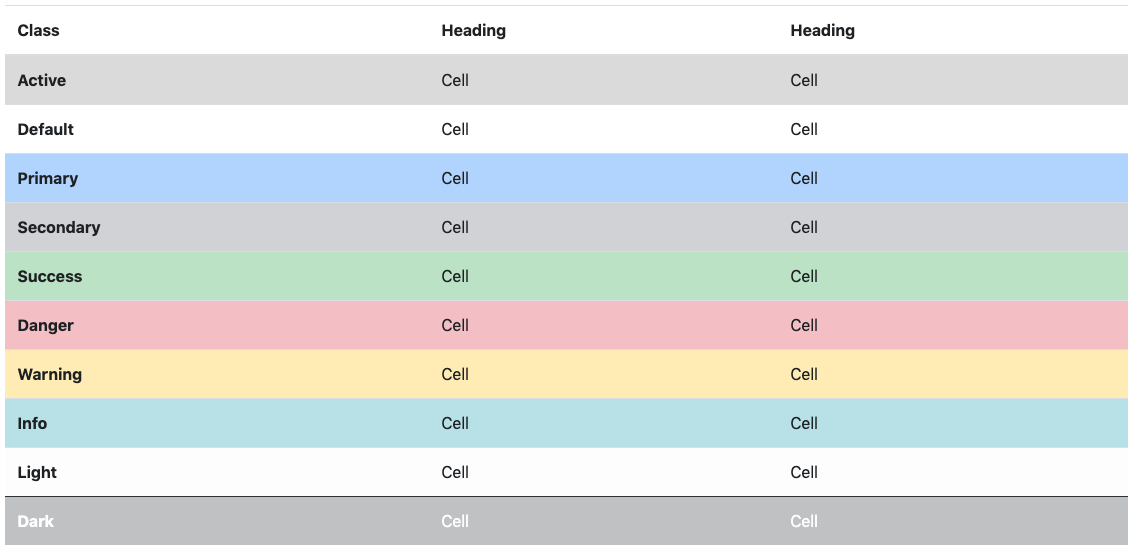 Class Heading Heading
Active Cell Cell
Default Cell Cell
Primary Cell Cell
Secondary Cell Cell
Success Cell Cell
Danger Cell Cell
Warning Cell Cell
Info Cell Cell
Light Cell Cell
Dark Cell Cell